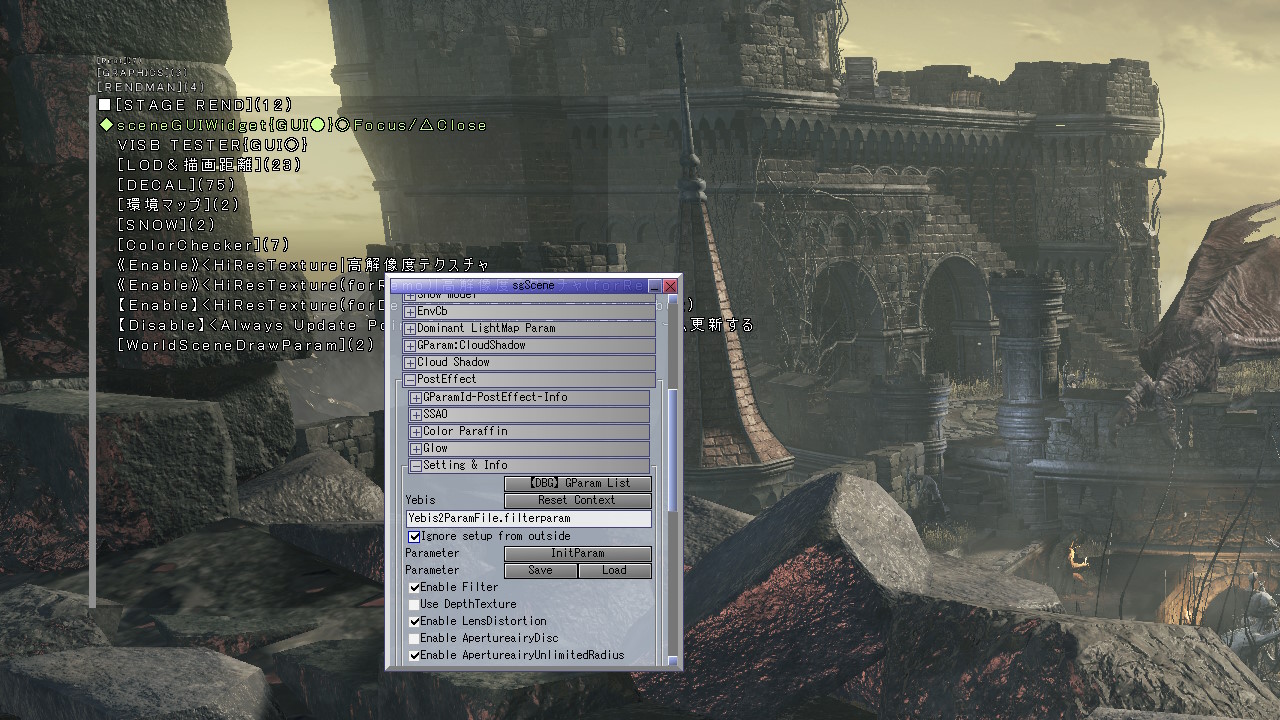 [GRAPHICS](3)
[RENDMAN](4)
[STAGE REND](12)
sceneGUIWidget{GUI●}○Focus/△Close
VISB TESTER{GUI○}
[LOD&描画距離](23)
[DECAL](75)
[環境マップ](2)
[SNOW](2)
[ColorChecker](7)
《Enable》<HiResTexture|高解像度テクスチャ
《Enable》<HiResTexture(forR
【Enable】<HiResTexture(for
【Disable】<Always Update Po
更新する
[WorldSceneDrawParam](2)
sgScene
Snow model
EnvCb
Dominant LightMap Param
GParam:CloudShadow
Cloud Shadow
PostEffect
GParamId-PostEffect-Info
SSAO
Color Paraffin
Glow
Setting & Info
【DBG】GParam List
Yebis Reset Context
Yebis2ParamFile.filterparam
Ignore setup from outside
Parameter InitParam
Parameter Save Load
Enable Filter
Use DepthTexture
Enable LensDistortion
Enable ApertureairyDisc
Enable ApertureairyUnlimitedRadius